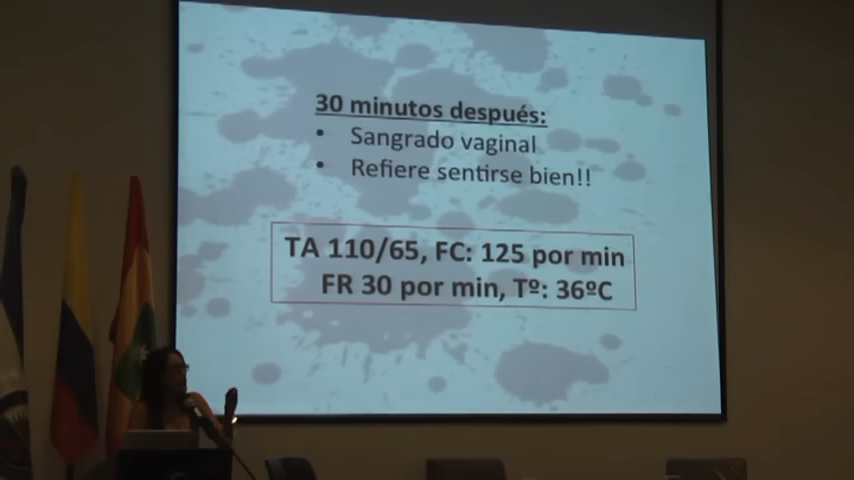 30 minutos después:
• Sangrado vaginal
• Refiere sentirse bien!!
TA 110/65, FC: 125 por min
FR 30 por min, Tº: 36ºC